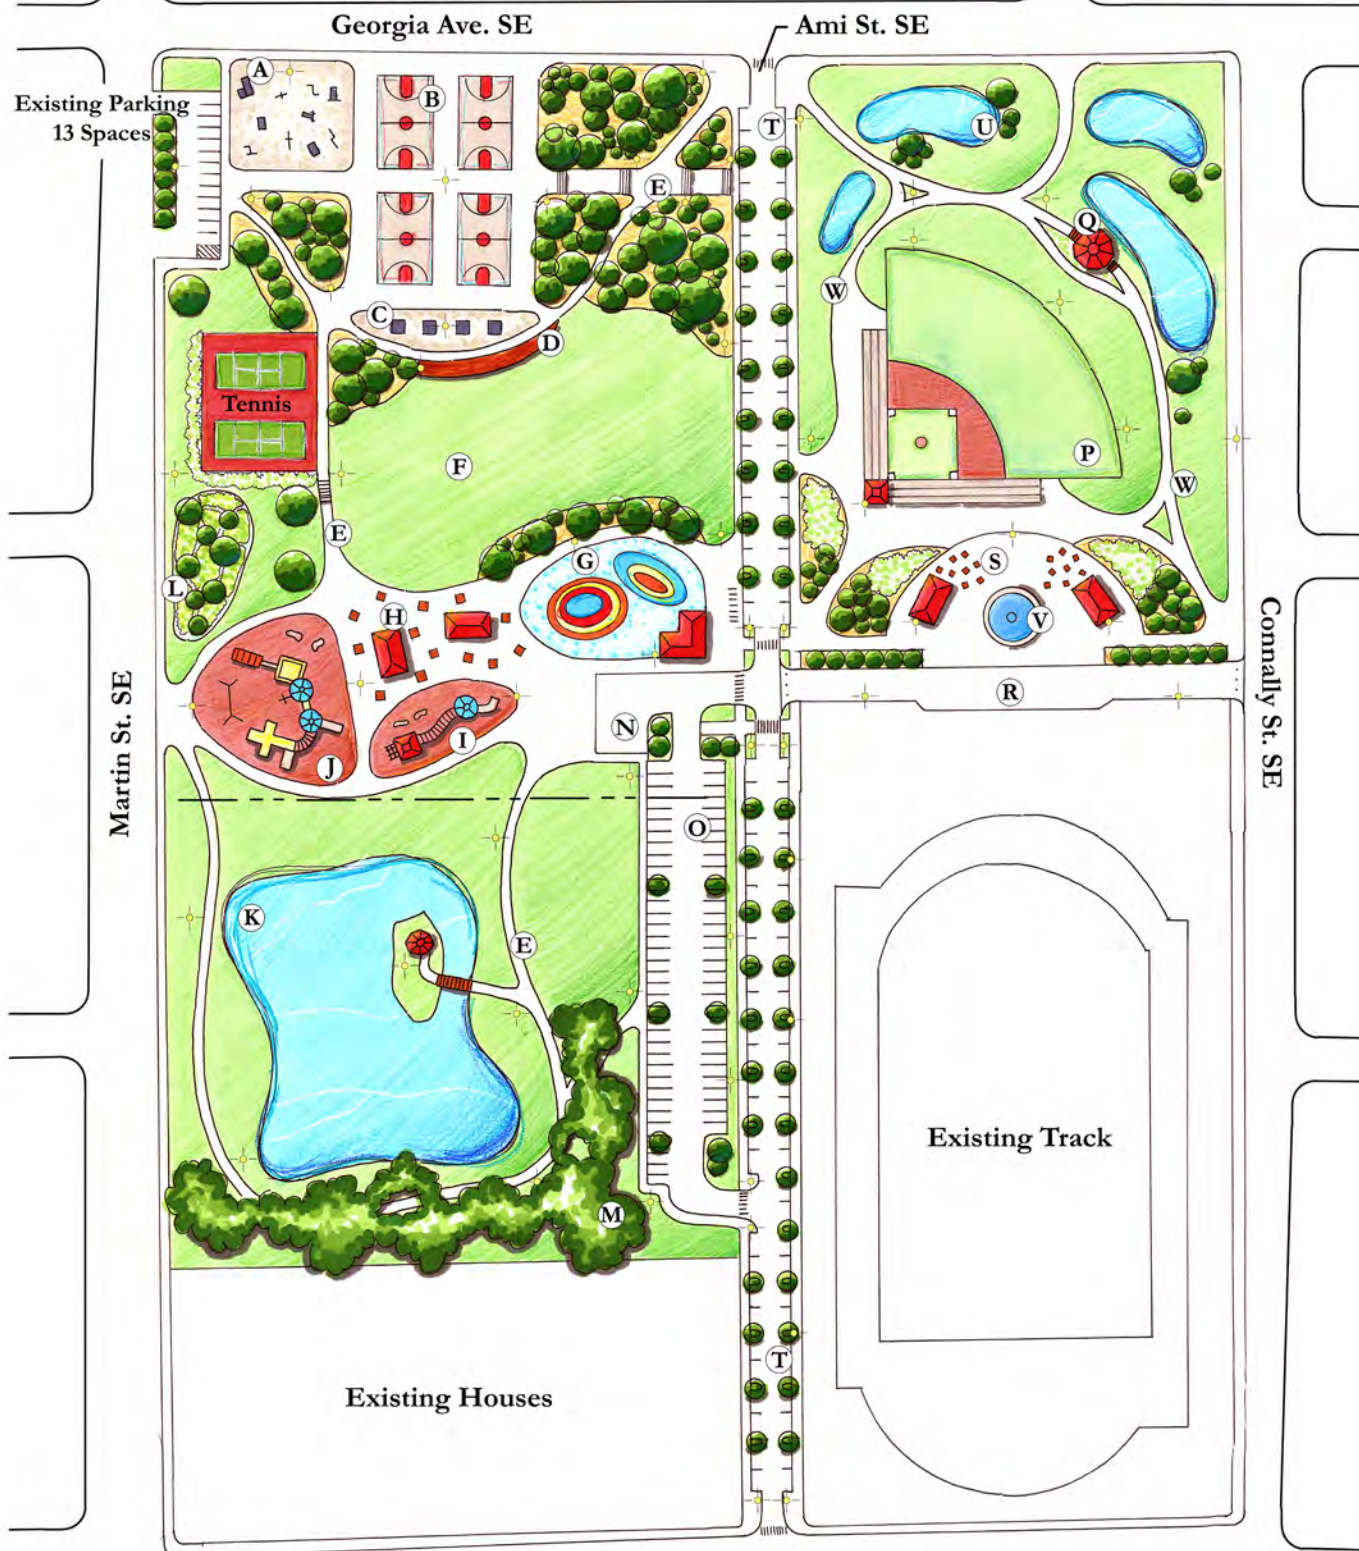 Georgia Ave. SE
Ami St. SE
A
B
Existing Parking
13 Spaces
T
U
E
Q
W
C
D
Tennis
F
P
W
E
G
S
L
H
V
Connally St. SE
R
Martin St. SE
N
I
J
O
K
E
Existing Track
M
T
Existing Houses